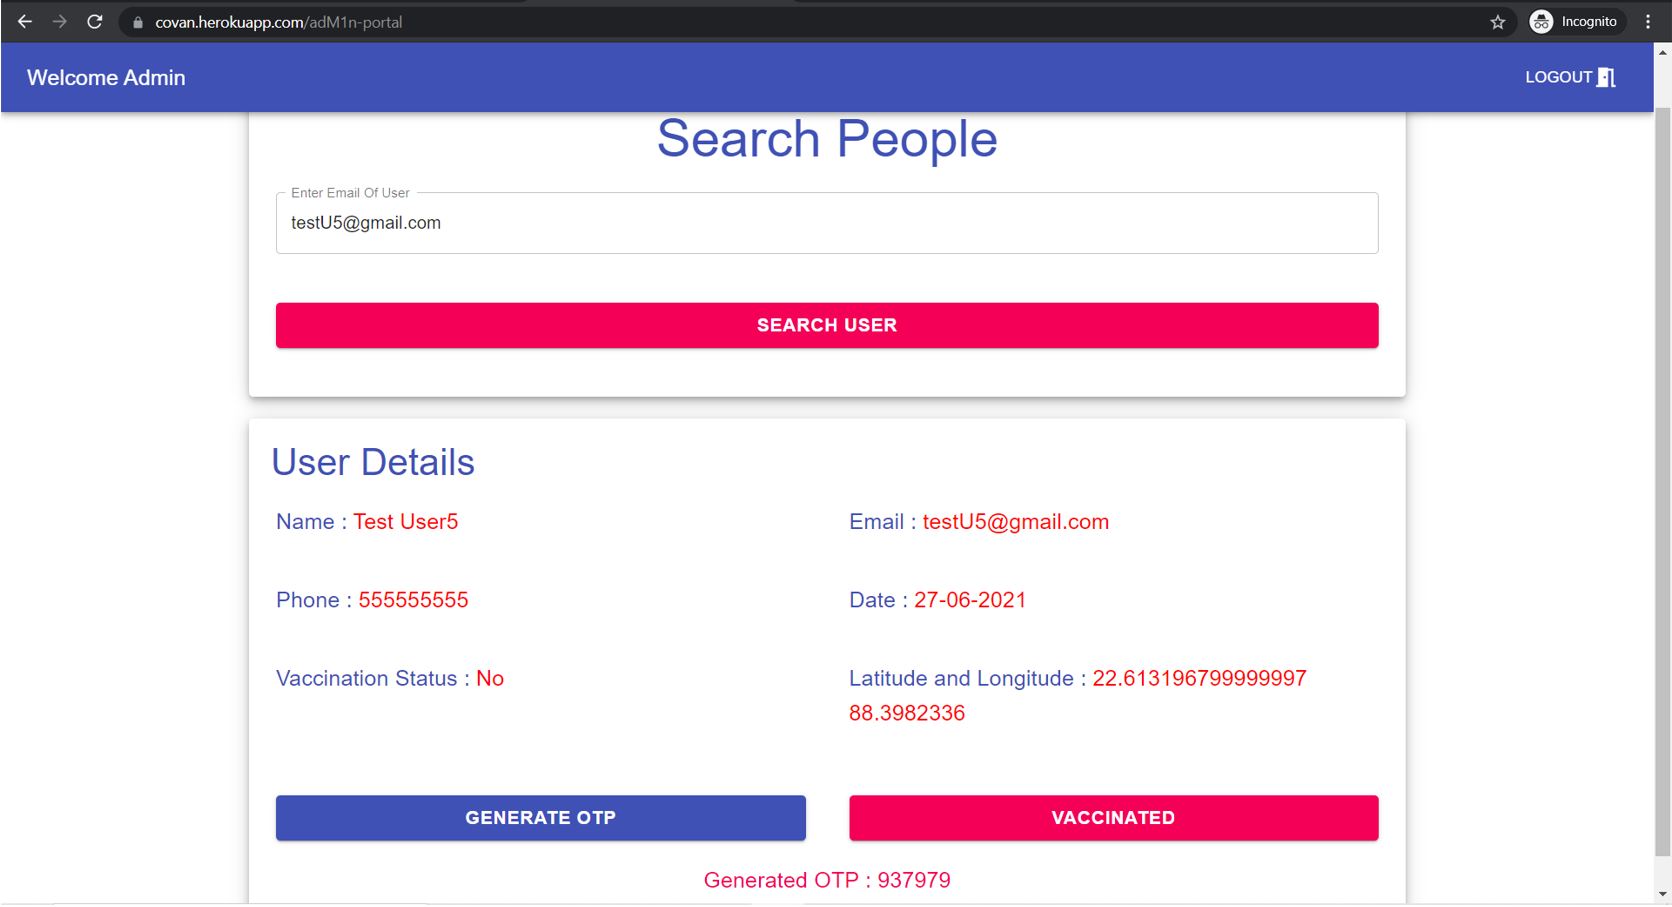 covan.herokuapp.com/adM1n-portal
Incognito
Welcome Admin
LOGOUT
Search People
Enter Email Of User
testU5@gmail.com
SEARCH USER
User Details
Name : Test User5
Email : testU5@gmail.com
Phone : 555555555
Date : 27-06-2021
Vaccination Status : No
Latitude and Longitude : 22.613196799999997
88.3982336
GENERATE OTP
VACCINATED
Generated OTP : 937979